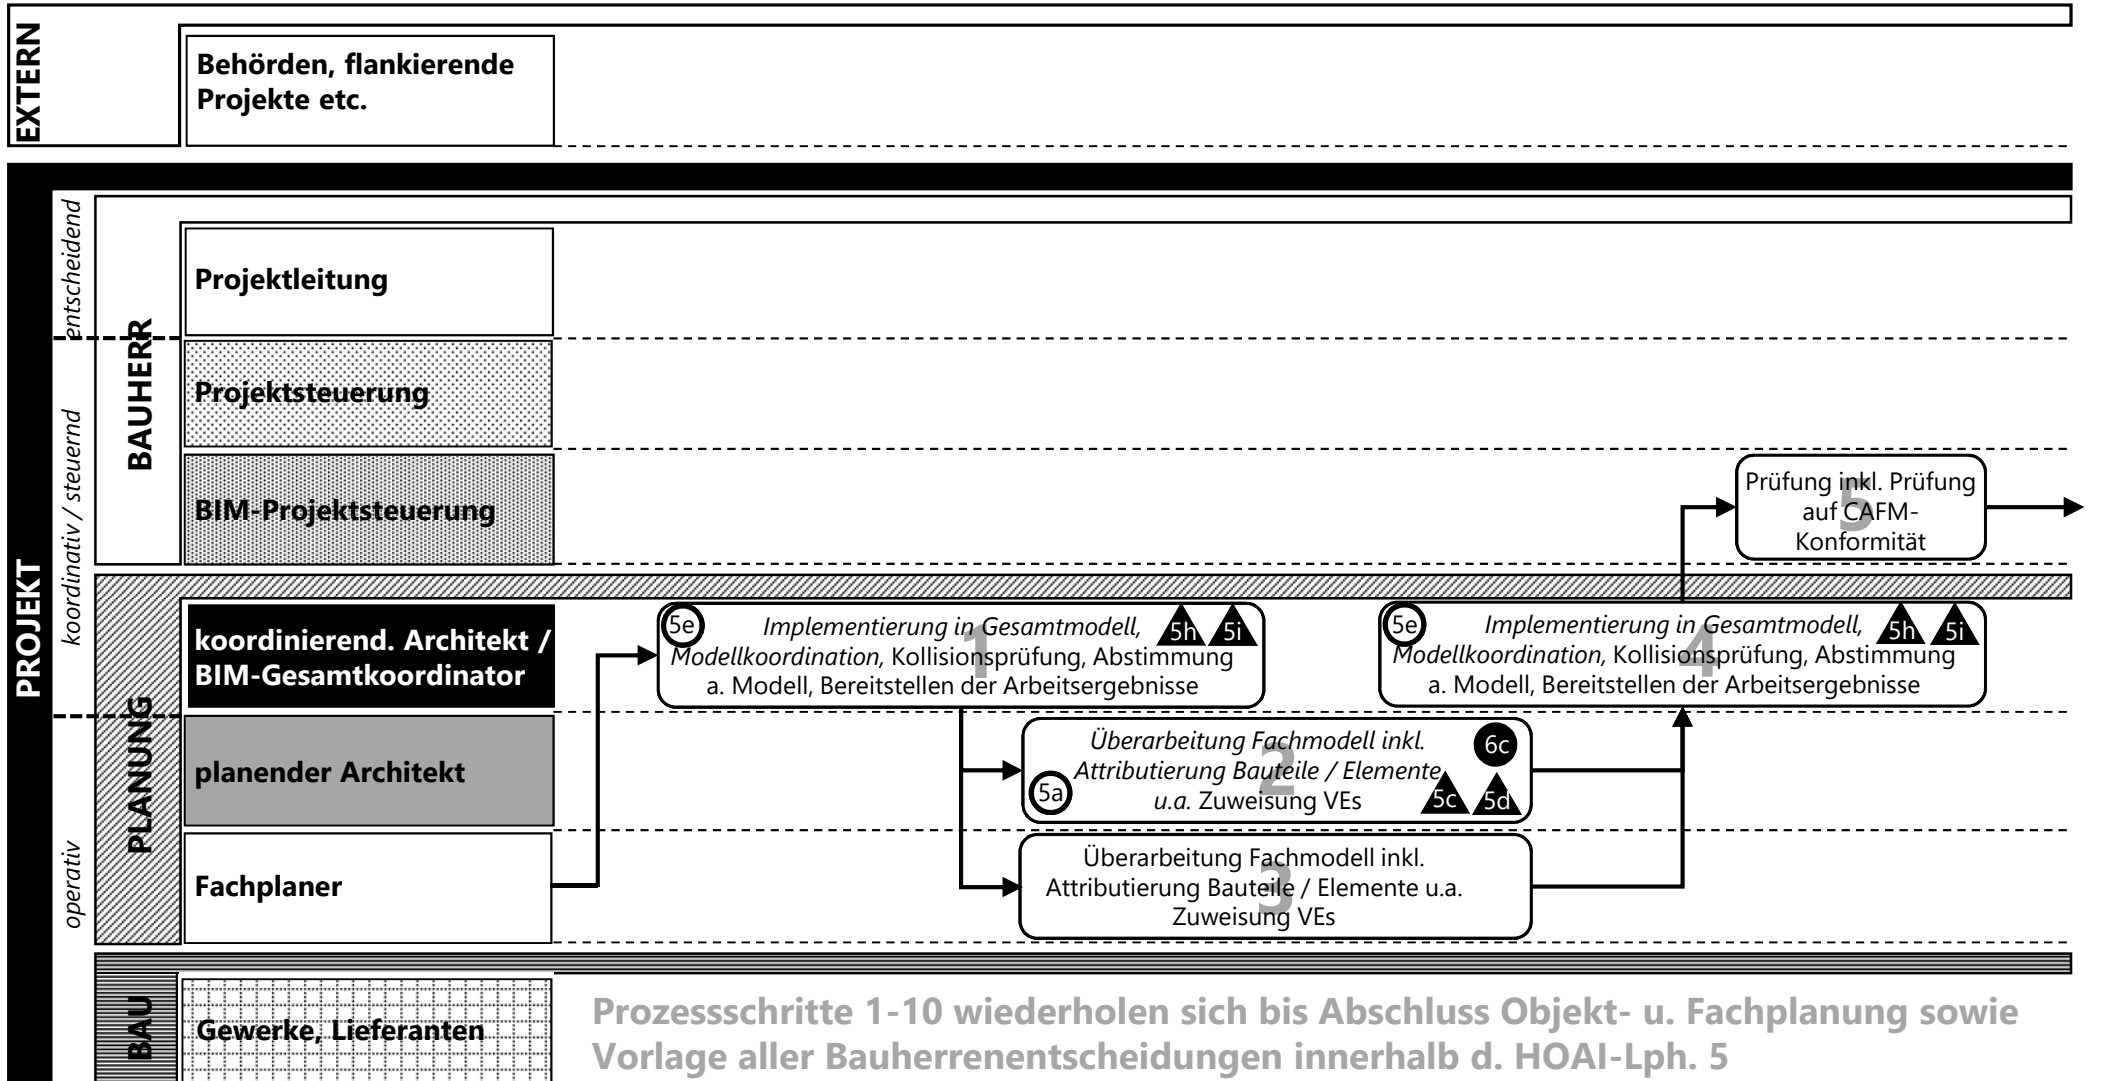 EXTERN
Behörden, flankierende
Projekte etc.
PROJEKT
entscheidend
koordinativ / steuernd
operativ
BAUHERR
Projektleitung
Projektsteuerung
BIM-Projektsteuerung
5
Prüfung inkl. Prüfung
auf CAFM-
Konformität
PLANUNG
koordinierend. Architekt /
BIM-Gesamtkoordinator
1
5e
Implementierung in Gesamtmodell,
5h
5i
Modellkoordination, Kollisionsprüfung, Abstimmung
a. Modell, Bereitstellen der Arbeitsergebnisse
4
5e
Implementierung in Gesamtmodell,
5h
5i
Modellkoordination, Kollisionsprüfung, Abstimmung
a. Modell, Bereitstellen der Arbeitsergebnisse
planender Architekt
2
Überarbeitung Fachmodell inkl.
6c
Attributierung Bauteile / Elemente
5a
u.a. Zuweisung VEs
5c
5d
Fachplaner
3
Überarbeitung Fachmodell inkl.
Attributierung Bauteile / Elemente u.a.
Zuweisung VEs
BAU
Gewerke, Lieferanten
Prozessschritte 1-10 wiederholen sich bis Abschluss Objekt- u. Fachplanung sowie
Vorlage aller Bauherrenentscheidungen innerhalb d. HOAI-Lph. 5